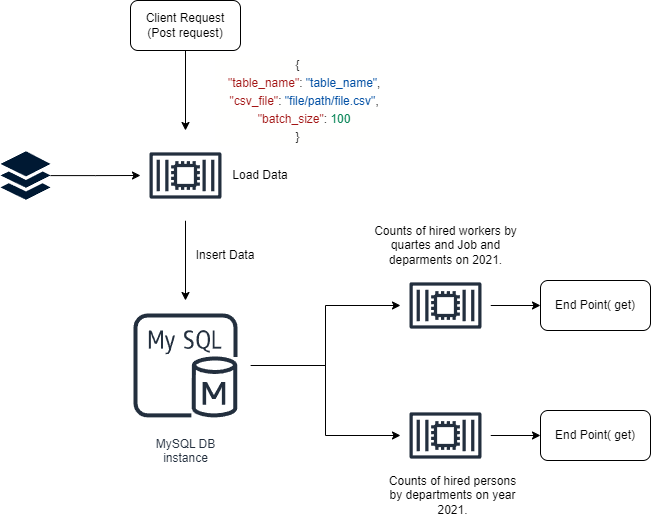 Client Request
(Post request)
{
"table_name": "table_name",
"csv_file": "file/path/file.csv",
"batch_size": 100
}
Load Data
Insert Data
Counts of hired workers by
quartes and Job and
deparments on 2021.
End Point( get)
My SQL
M
MySQL DB
instance
End Point( get)
Counts of hired persons
by departments on year
2021.